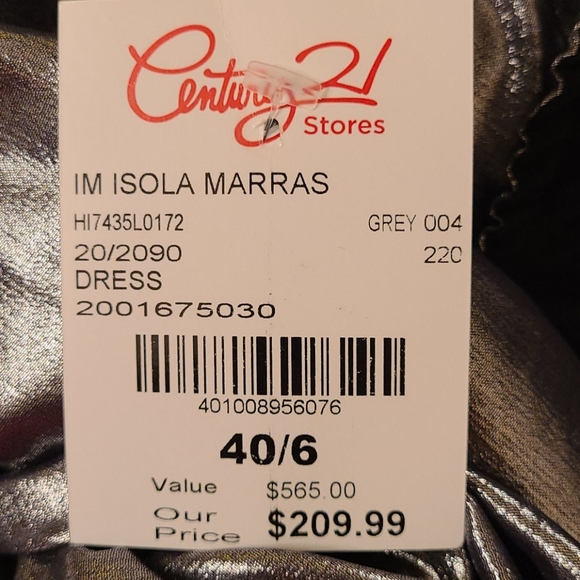 Century 21
Stores
IM ISOLA MARRAS
HI7435L0172 GREY 004
20/2090 220
DRESS
2001675030
401008956076
40/6
Value $565.00
Our
Price $209.99